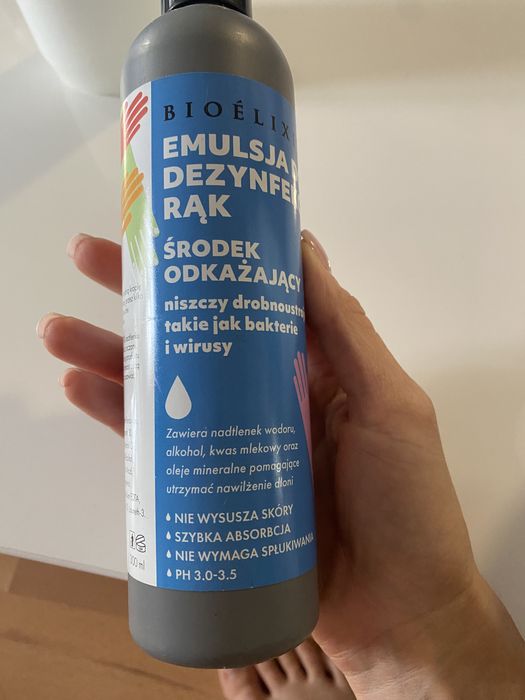 BIOÉLIX
EMULSJA D
DEZYNFE
RĄK
ŚRODEK
ODKAŻAJĄCY
niszczy drobnoustro
takie jak bakterie
i wirusy
Zawiera nadtlenek wodoru,
alkohol, kwas mlekowy oraz
oleje mineralne pomagające
utrzymać nawilżenie dłoni
NIE WYSUSZA SKÓRY
SZYBKA ABSORBCJA
NIE WYMAGA SPŁUKIWANIA
PH 3.0-3.5